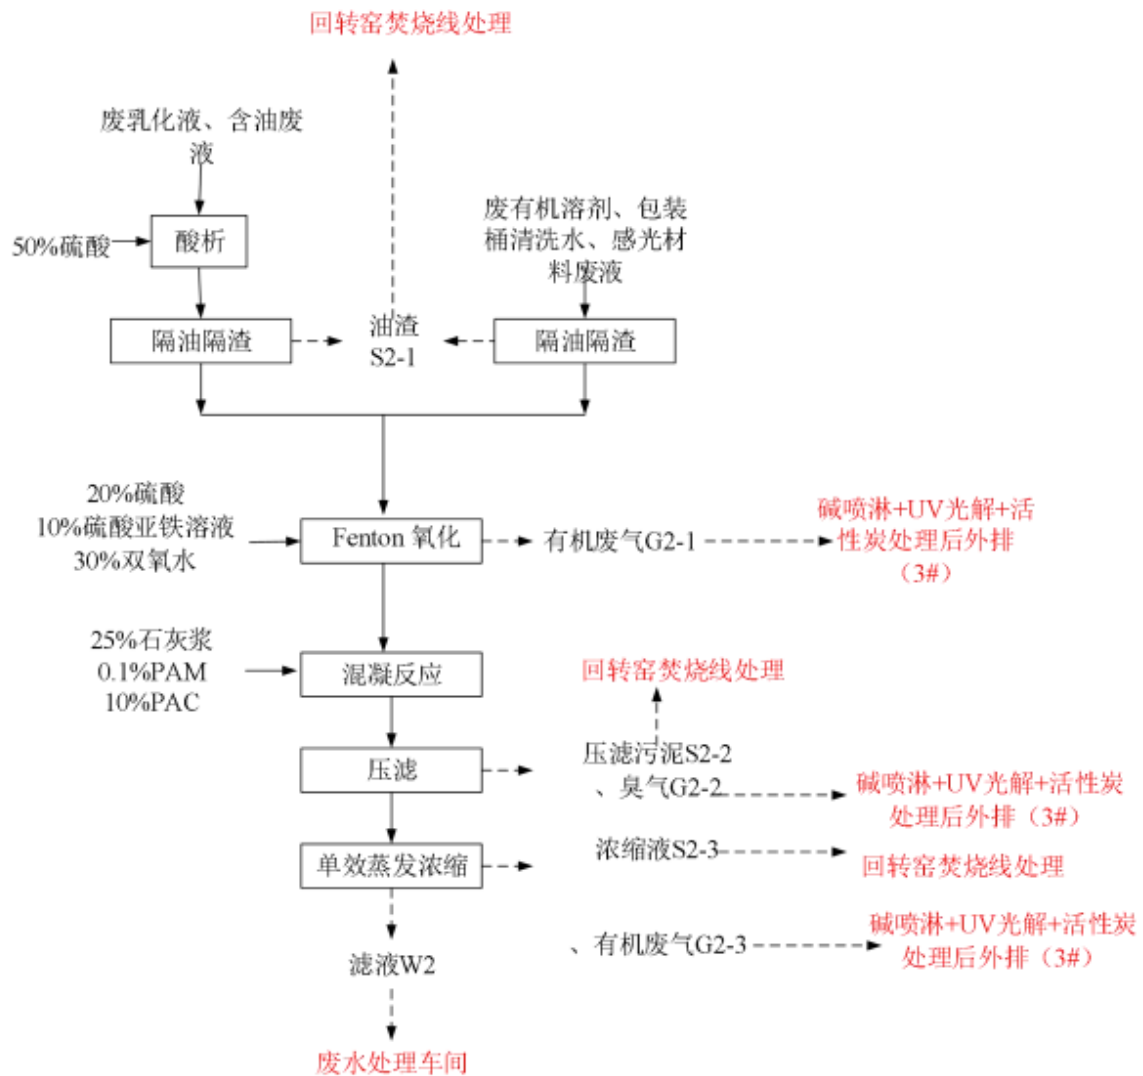 回转窑焚烧线处理
废乳化液、含油废
液
50%硫酸
酸析
废有机溶剂、包装
桶清洗水、感光材
料废液
隔油隔渣
油渣
S2-1
隔油隔渣
20%硫酸
10%硫酸亚铁溶液
30%双氧水
Fenton 氧化
有机废气G2-1
碱喷淋+UV光解+活
性炭处理后外排
（3#）
25%石灰浆
0.1%PAM
10%PAC
混凝反应
回转窑焚烧线处理
压滤
压滤污泥S2-2
、臭气G2-2
碱喷淋+UV光解+活性炭
处理后外排（3#）
单效蒸发浓缩
浓缩液S2-3
回转窑焚烧线处理
、有机废气G2-3
碱喷淋+UV光解+活性炭
处理后外排（3#）
滤液W2
废水处理车间